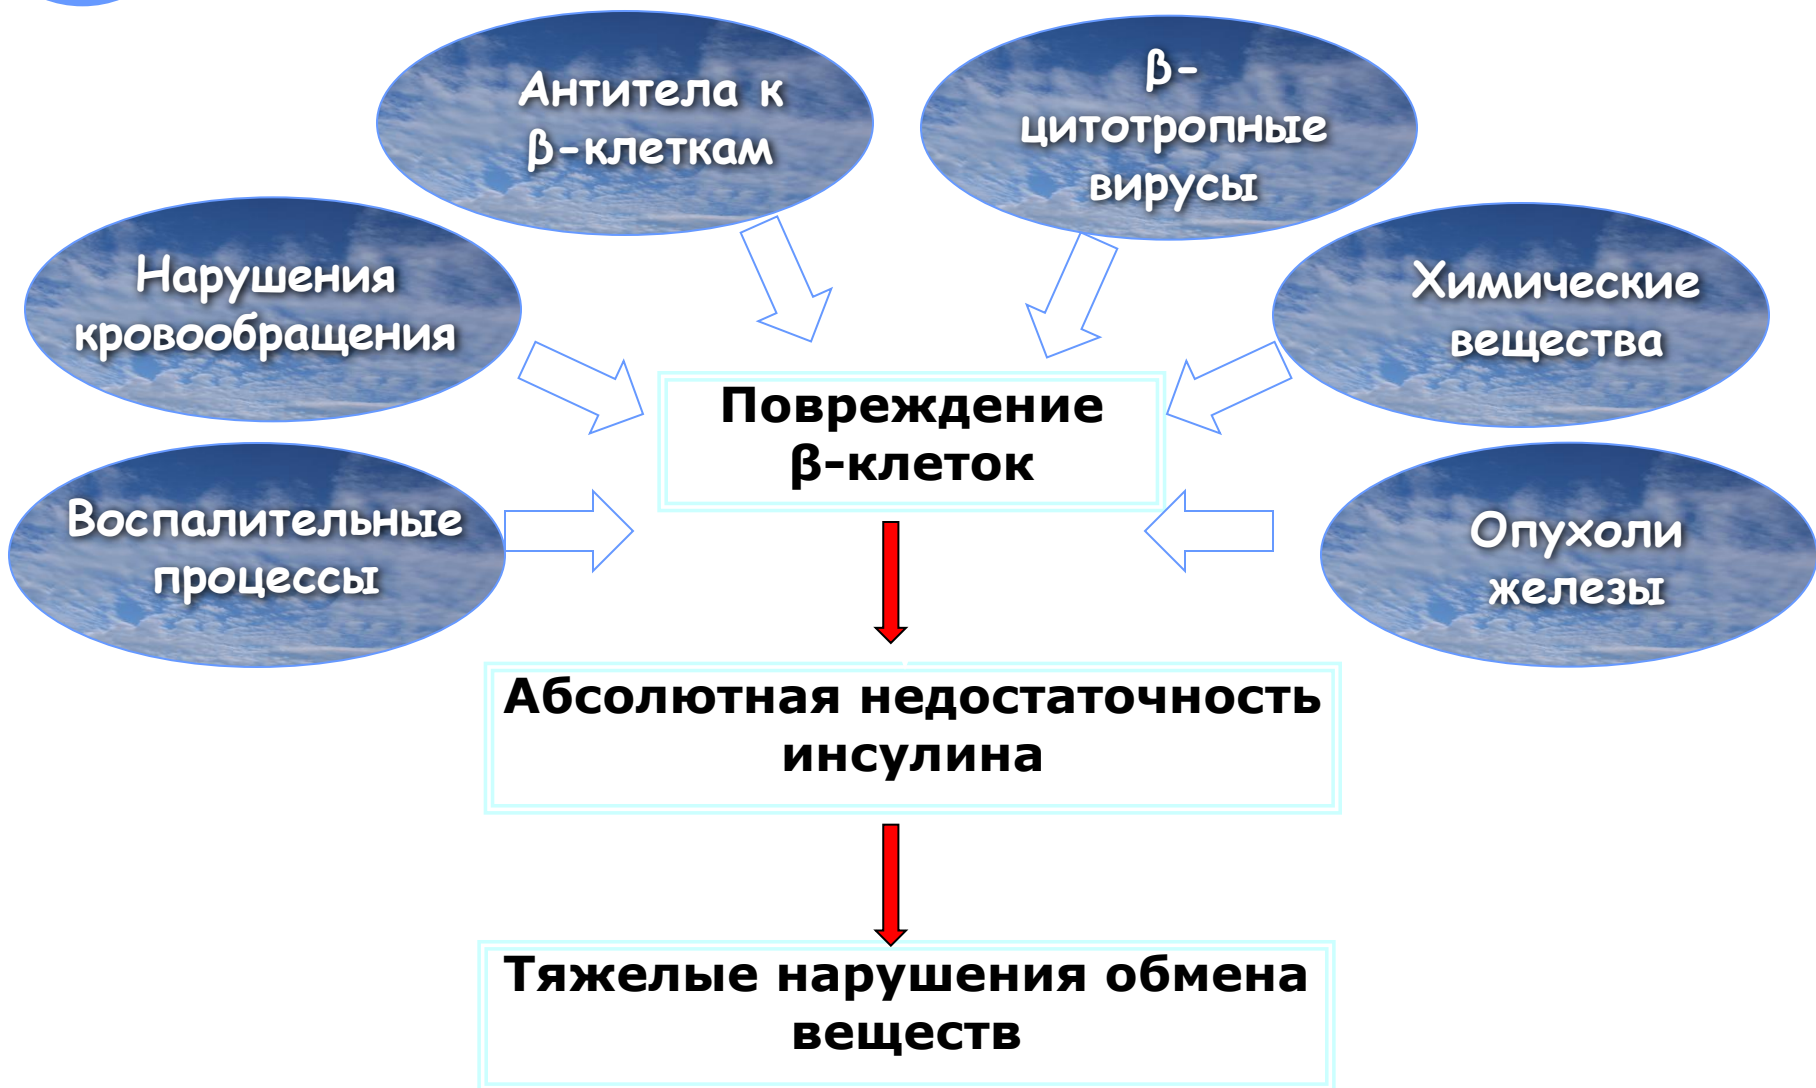 Антитела к
β-клеткам
β-
цитотропные
вирусы
Нарушения
кровообращения
Химические
вещества
Повреждение
β-клеток
Воспалительные
процессы
Опухоли
железы
Абсолютная недостаточность
инсулина
Тяжелые нарушения обмена
веществ